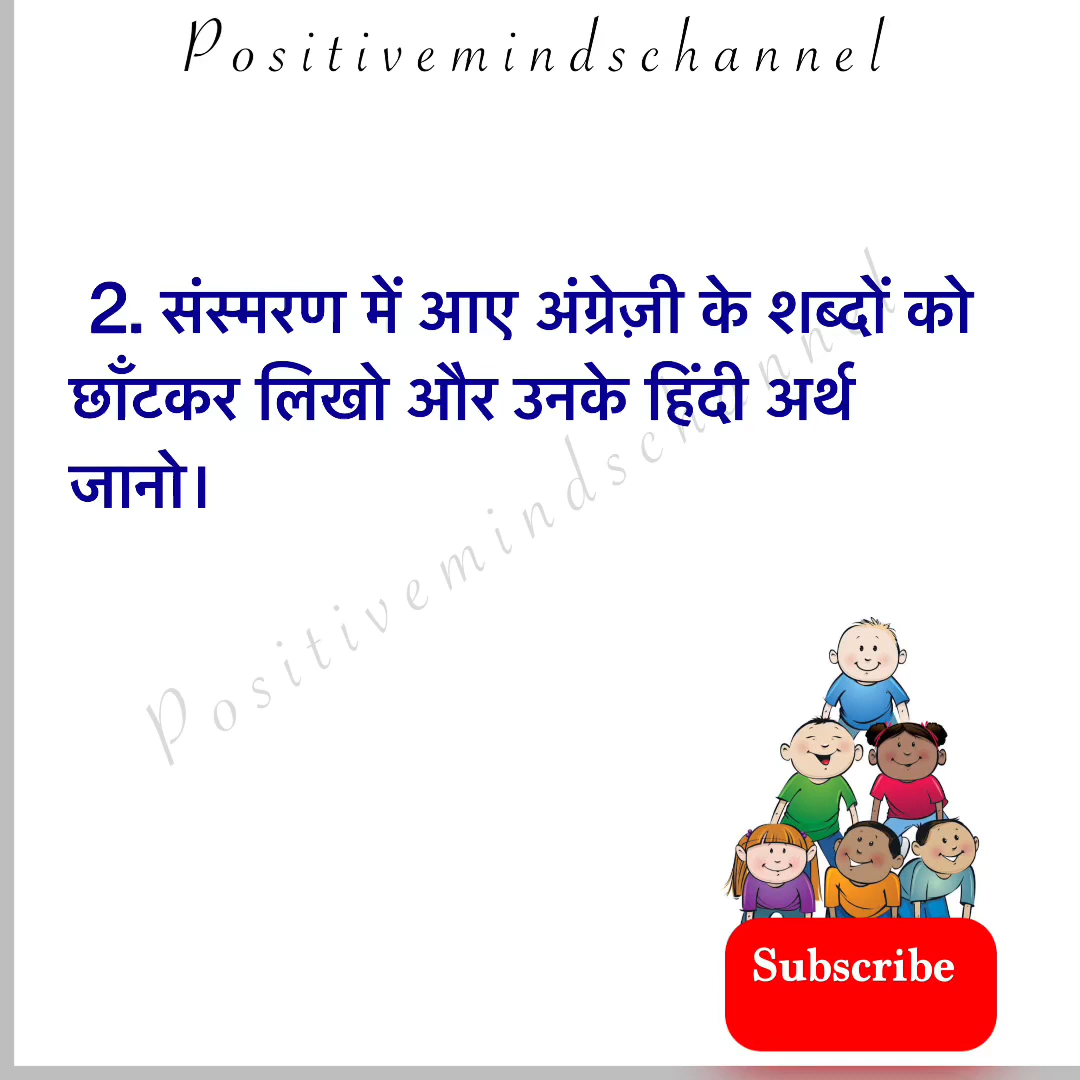 Positivemindschannel
2. संस्मरण में आए अंग्रेज़ी के शब्दों को
छाँटकर लिखो और उनके हिंदी अर्थ
जानो।
Positivemindschannel
Subscribe